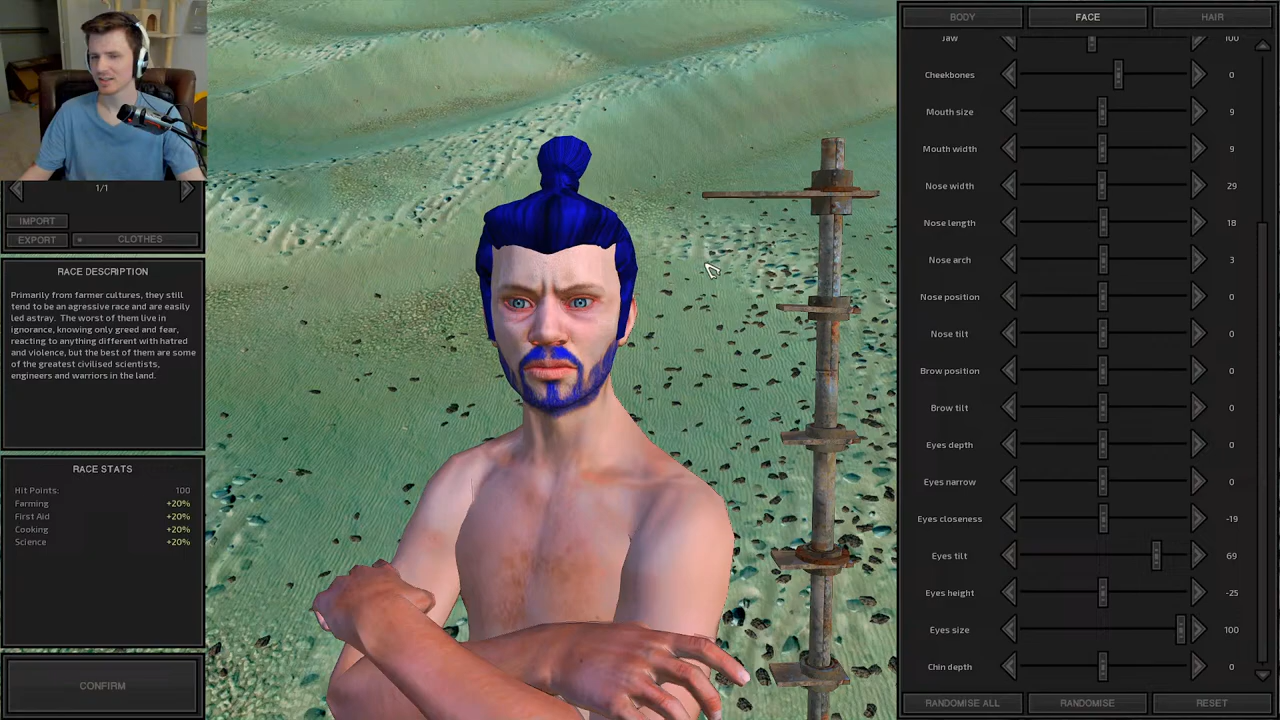 BODY
FACE
HAIR
Jaw 100
Cheekbones 0
Mouth size 9
Mouth width 9
Nose width 29
Nose length 18
Nose arch 3
Nose position 0
Nose tilt 0
Brow position 0
Brow tilt 0
Eyes depth 0
Eyes narrow 0
Eyes closeness -19
Eyes tilt 69
Eyes height -25
Eyes size 100
Chin depth 0
RANDOMISE ALL
RANDOMISE
RESET
1/1
IMPORT
EXPORT
CLOTHES
RACE DESCRIPTION
Primarily from farmer cultures, they still
tend to be an agressive race and are easily
led astray. The worst of them live in
ignorance, knowing only greed and fear,
reacting to anything different with hatred
and violence, but the best of them are some
of the greatest civilised scientists,
engineers and warriors in the land.
RACE STATS
Hit Points: 100
Farming +20%
First Aid +20%
Cooking +20%
Science +20%
CONFIRM